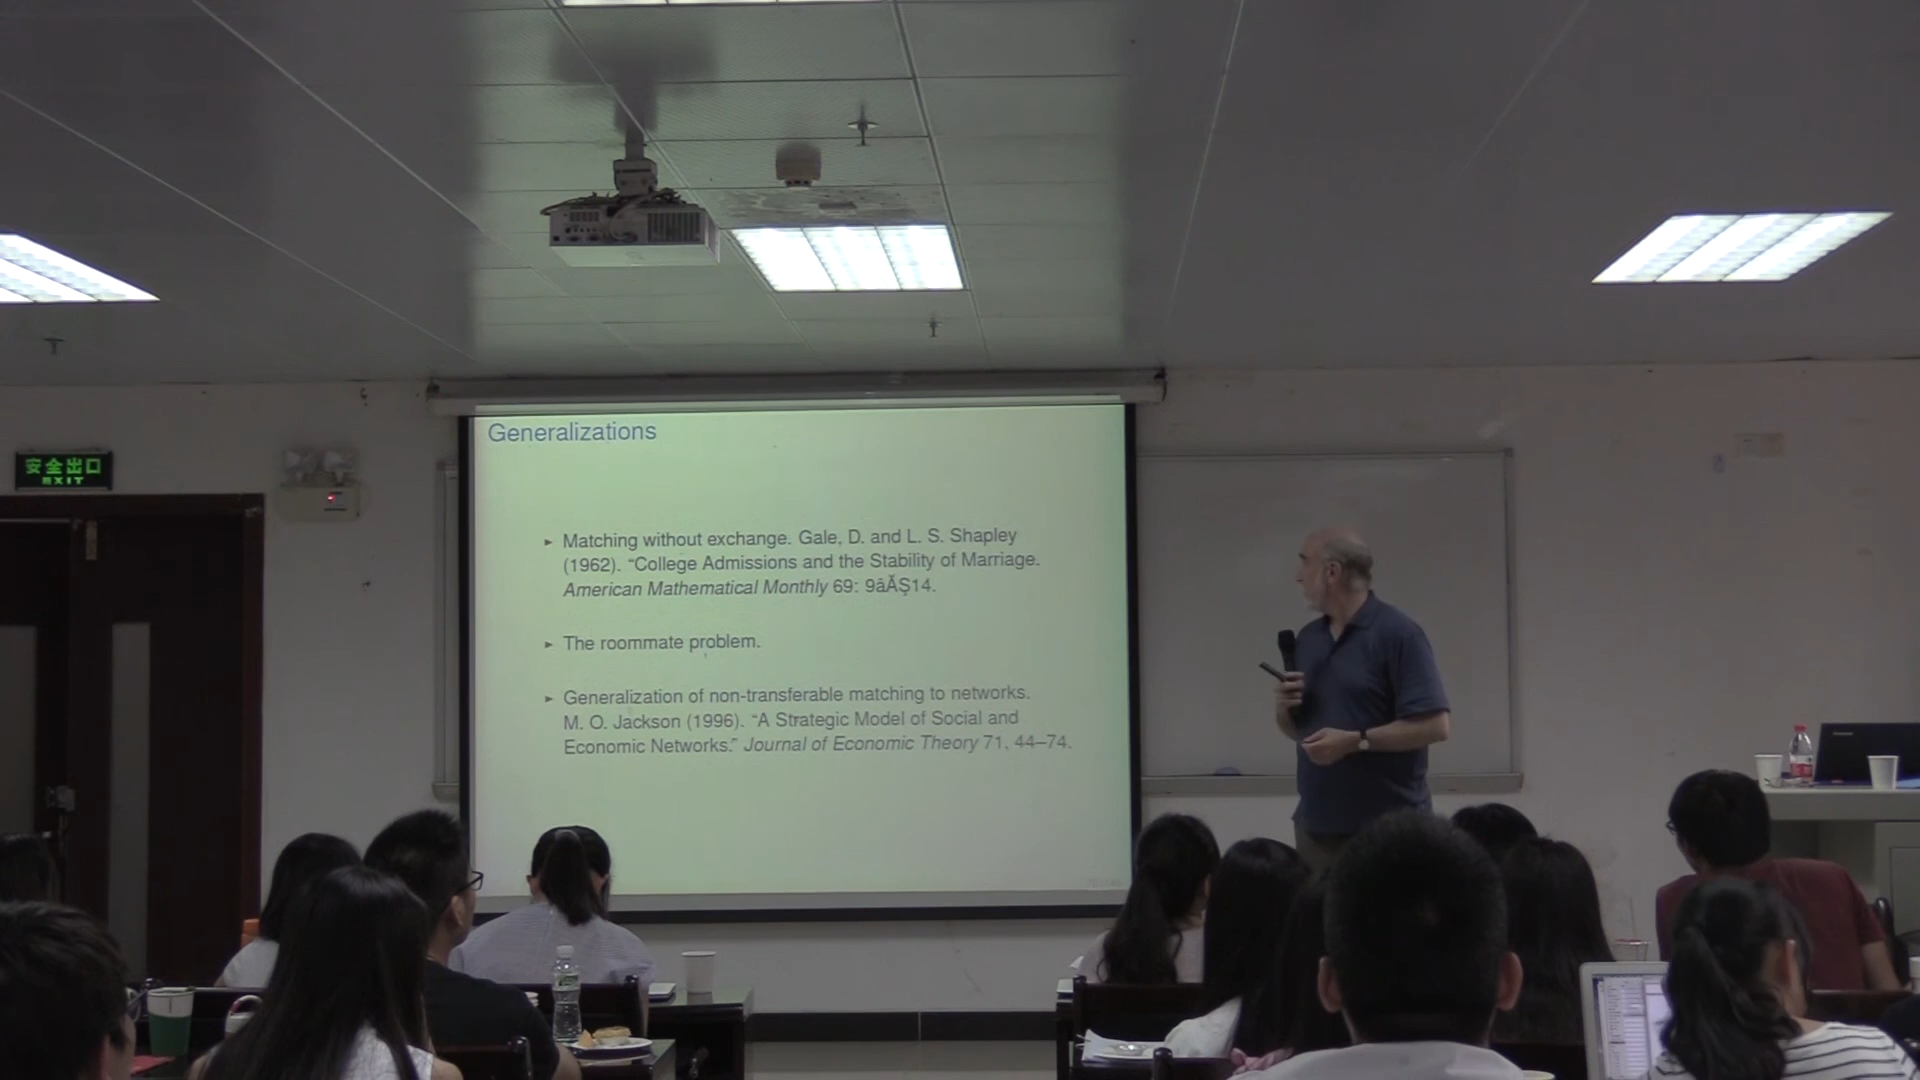 安全出口
EXIT
Generalizations
▸ Matching without exchange. Gale, D. and L. S. Shapley
(1962). “College Admissions and the Stability of Marriage.
American Mathematical Monthly 69: 9âĂŞ14.
▸ The roommate problem.
▸ Generalization of non-transferable matching to networks.
M. O. Jackson (1996). “A Strategic Model of Social and
Economic Networks.” Journal of Economic Theory 71, 44–74.